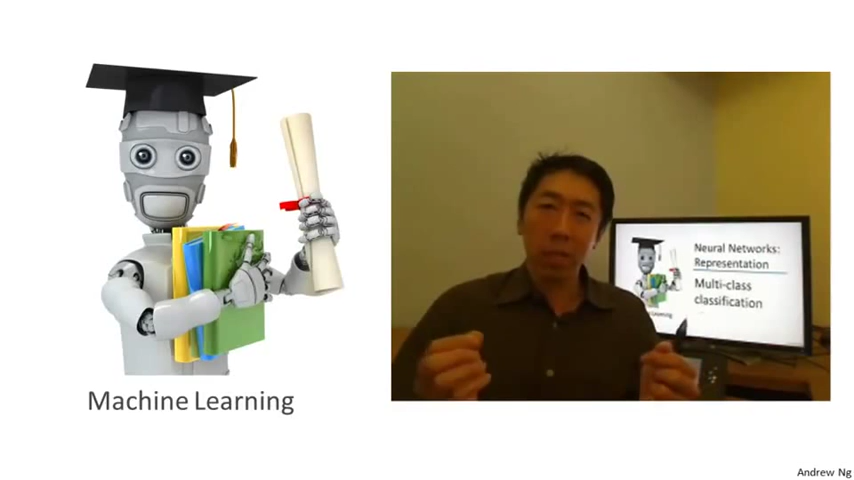 Machine Learning
Neural Networks:
Representation
Multi-class
classification
Andrew Ng